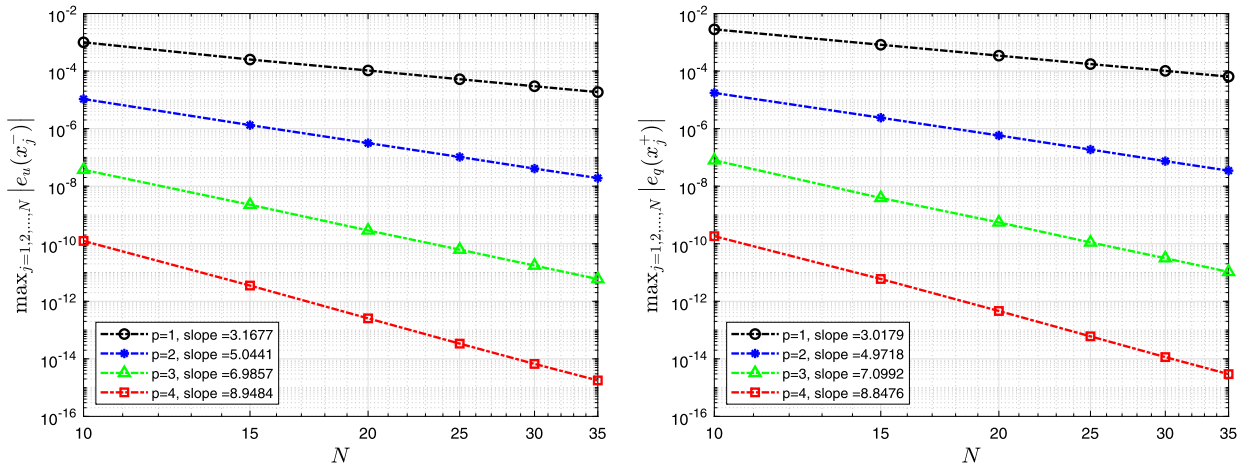 10^-2
10^-4
10^-6
10^-8
10^-10
10^-12
10^-14
10^-16
max_{j=1,2,...,N} |e_u(x_j^-)|
p=1, slope =3.1677
p=2, slope =5.0441
p=3, slope =6.9857
p=4, slope =8.9484
10 15 20 25 30 35
N
10^-2
10^-4
10^-6
10^-8
10^-10
10^-12
10^-14
10^-16
max_{j=1,2,...,N} |e_q(x_j^+)|
p=1, slope =3.0179
p=2, slope =4.9718
p=3, slope =7.0992
p=4, slope =8.8476
10 15 20 25 30 35
N